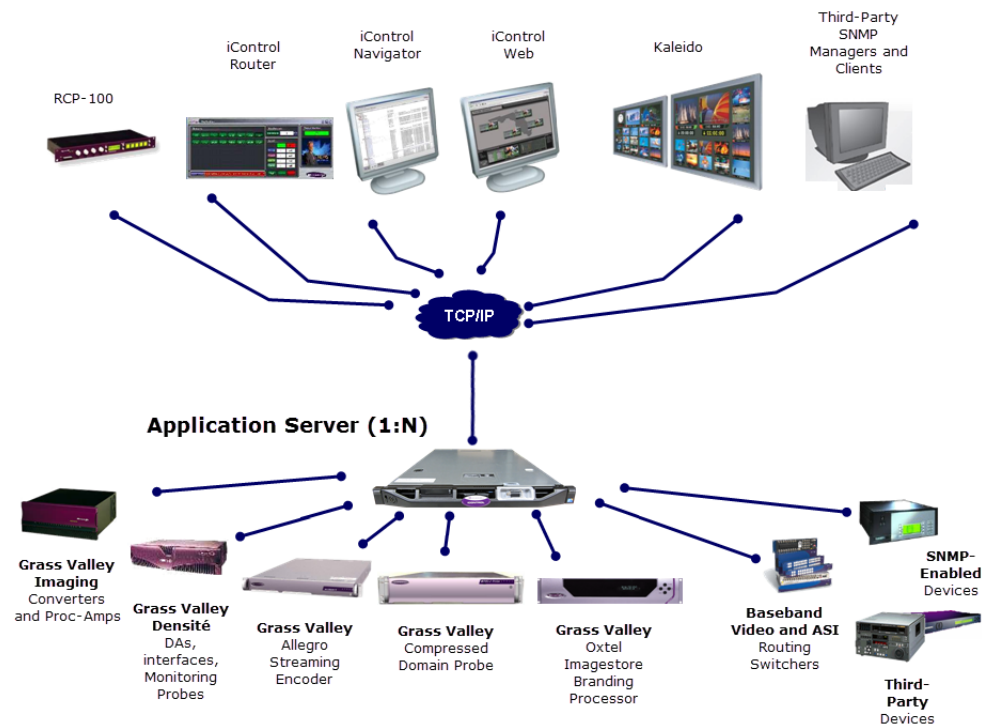 RCP-100
iControl
Router
iControl
Navigator
iControl
Web
Kaleido
Third-Party
SNMP
Managers and
Clients
TCP/IP
Application Server (1:N)
Grass Valley
Imaging
Converters
and Proc-Amps
Grass Valley
Densité
DAs,
interfaces,
Monitoring
Probes
Grass Valley
Allegro
Streaming
Encoder
Grass Valley
Compressed
Domain Probe
Grass Valley
Oxtel
Imagestore
Branding
Processor
Baseband
Video and ASI
Routing
Switchers
SNMP-
Enabled
Devices
Third-
Party
Devices